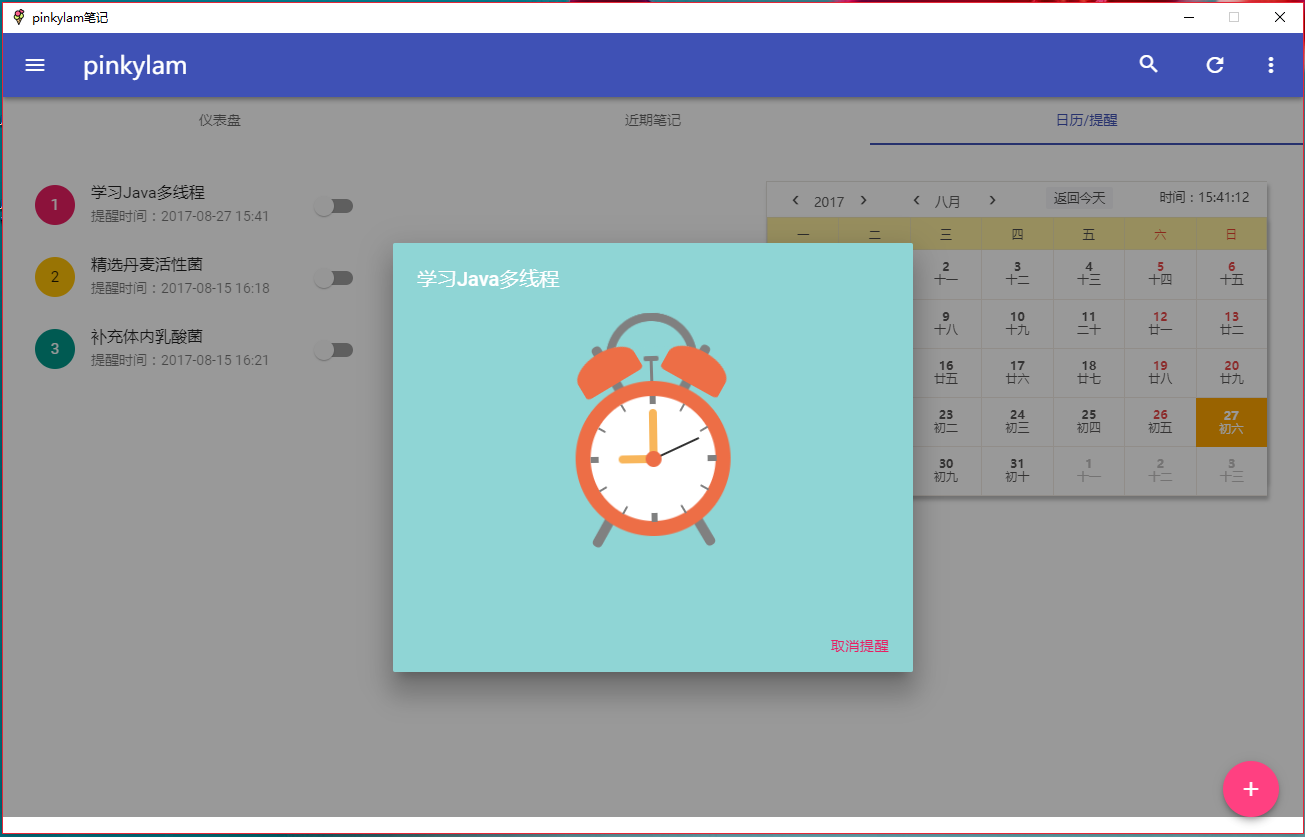 pinkylam笔记
pinkylam
仪表盘
近期笔记
日历/提醒
1
学习Java多线程
提醒时间：2017-08-27 15:41
2
精选丹麦活性菌
提醒时间：2017-08-15 16:18
3
补充体内乳酸菌
提醒时间：2017-08-15 16:21
2017
八月
返回今天
时间：15:41:12
一 二 三 四 五 六 日
2 3 4 5 6
十一 十二 十三 十四 十五
9 10 11 12 13
十八 十九 二十 廿一 廿二
16 17 18 19 20
廿五 廿六 廿七 廿八 廿九
23 24 25 26 27
初二 初三 初四 初五 初六
30 31 1 2 3
初九 初十 十一 十二 十三
学习Java多线程
取消提醒